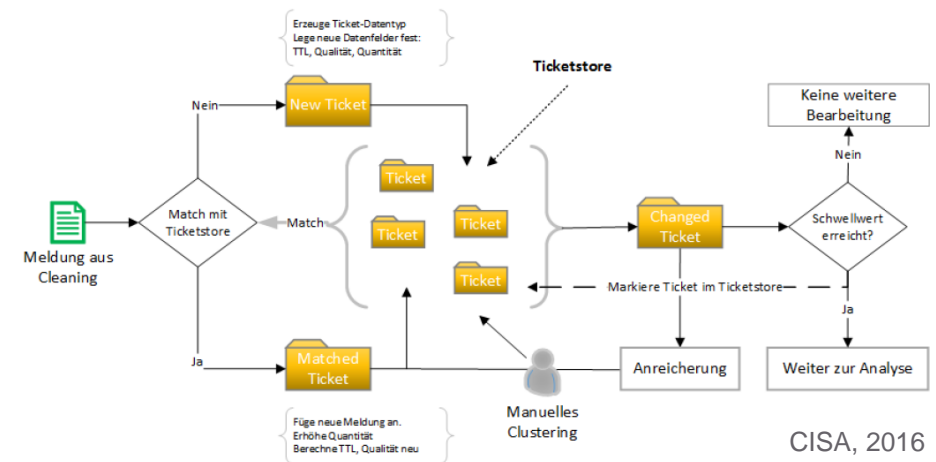 Erzeuge Ticket-Datentyp
Lege neue Datenfelder fest:
TTL, Qualität, Quantität
Ticketstore
Keine weitere
Bearbeitung
Nein
New Ticket
Nein
Ticket
Match mit
Ticketstore
Match
Ticket
Ticket
Changed
Ticket
Schwellwert
erreicht?
Meldung aus
Cleaning
Ticket
Markiere Ticket im Ticketstore
Ja
Ja
Matched
Ticket
Anreicherung
Weiter zur Analyse
Manuelles
Clustering
Füge neue Meldung an.
Erhöhe Quantität
Berechne TTL, Qualität neu
CISA, 2016